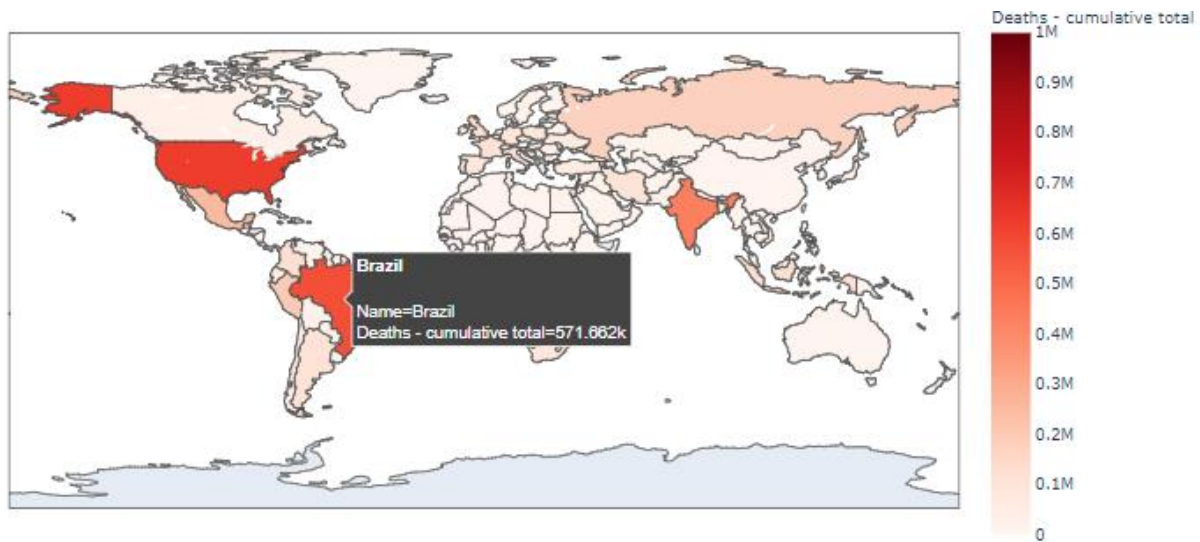 Deaths - cumulative total
1M
0.9M
0.8M
0.7M
0.6M
0.5M
0.4M
0.3M
0.2M
0.1M
0
Brazil
Name=Brazil
Deaths - cumulative total=571.662k